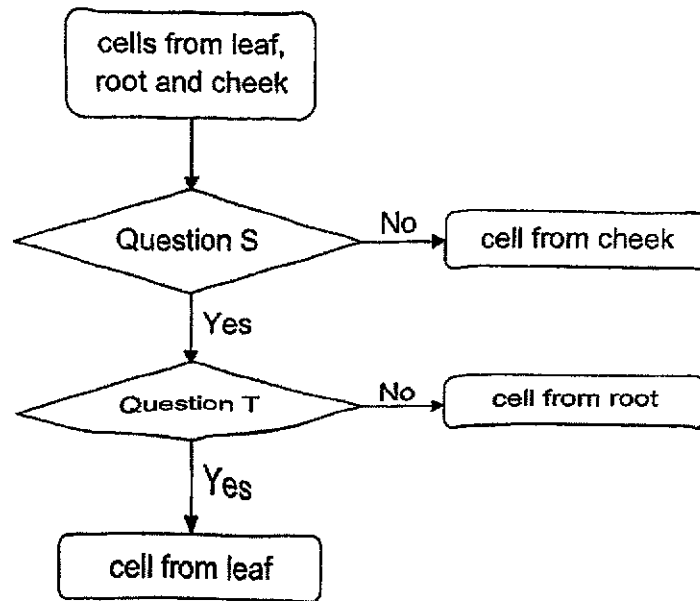 cells from leaf,
root and cheek
Question S
No
cell from cheek
Yes
Question T
No
cell from root
Yes
cell from leaf